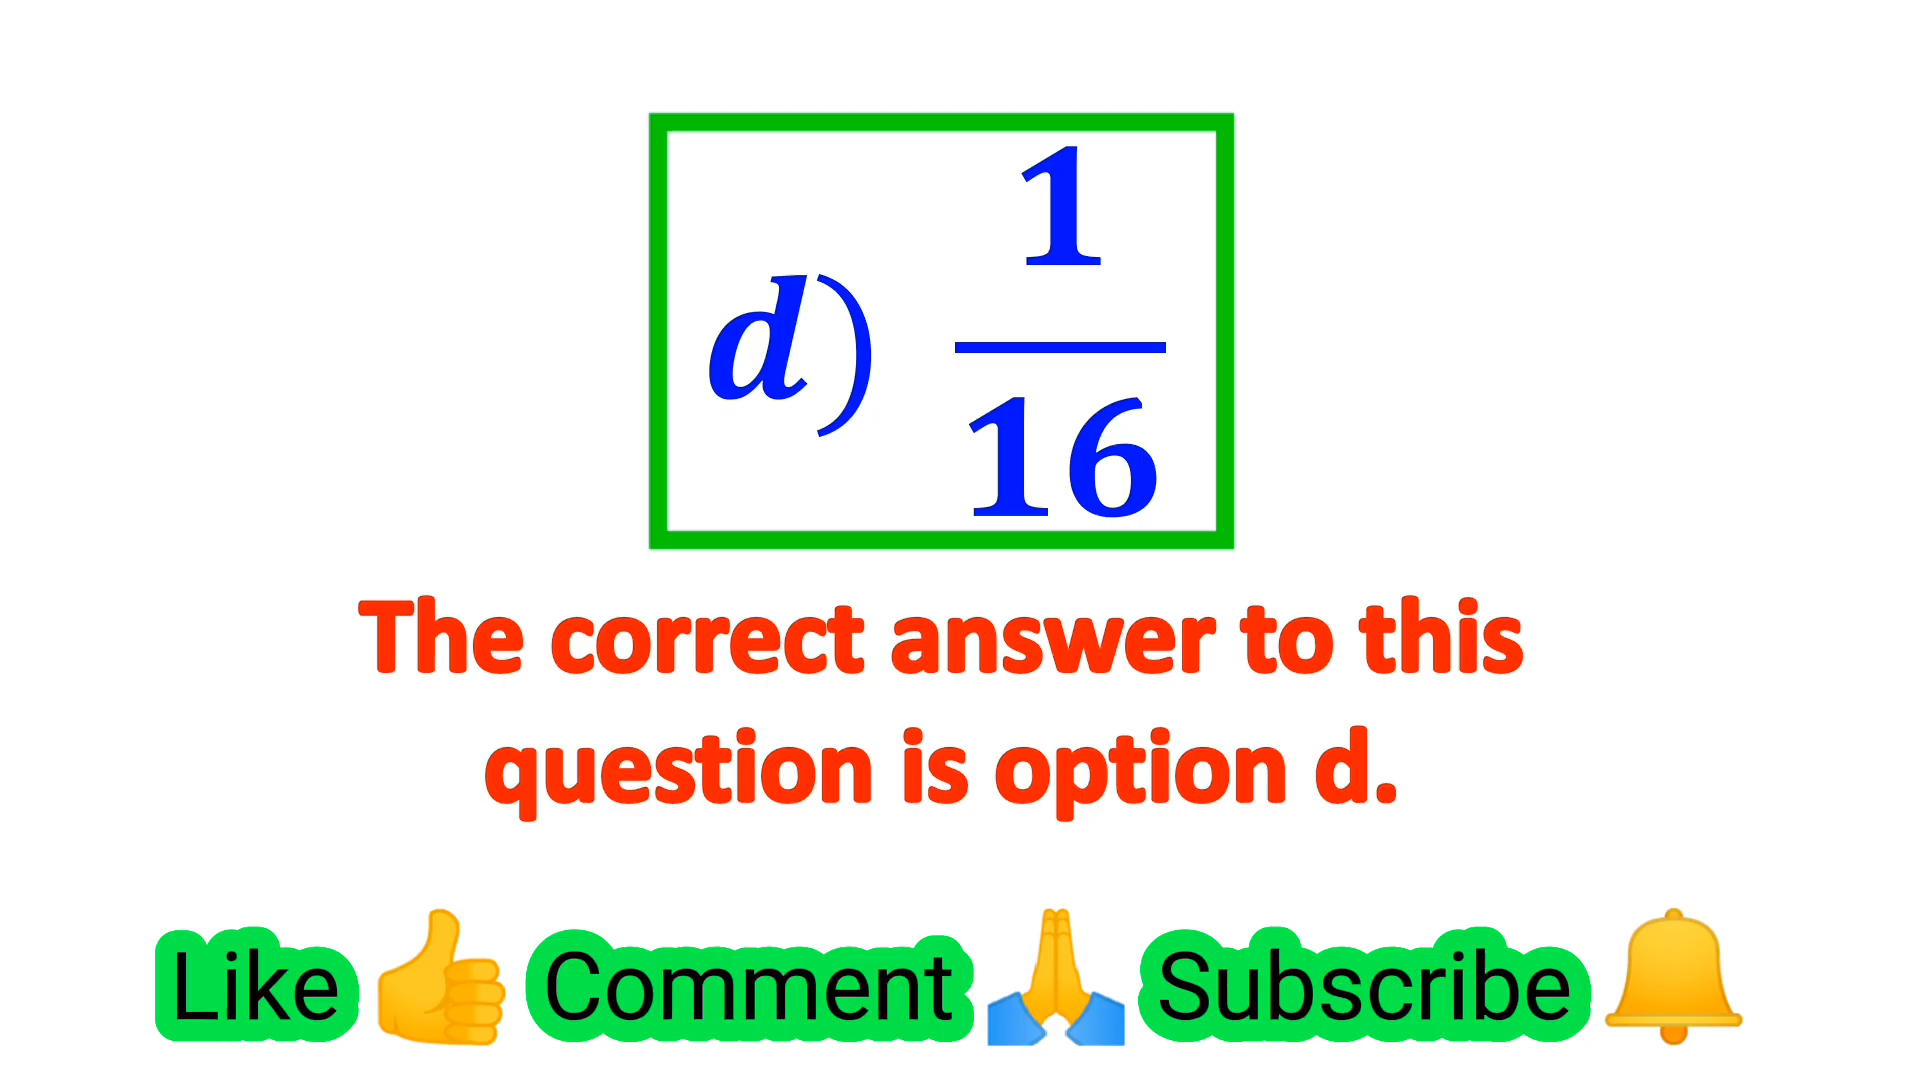 d) 1/16
The correct answer to this
question is option d.
Like 👍 Comment 🙏 Subscribe 🔔